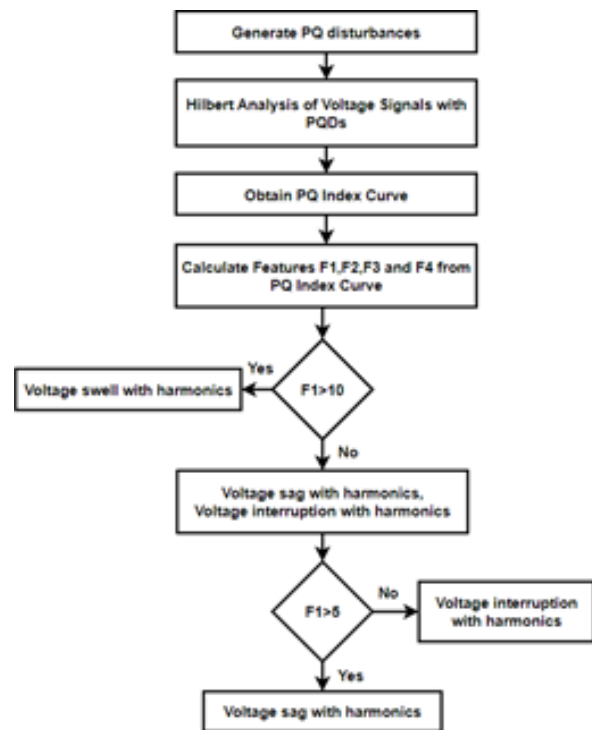 Generate PQ disturbances
Hilbert Analysis of Voltage Signals with
PQDs
Obtain PQ Index Curve
Calculate Features F1,F2,F3 and F4 from
PQ Index Curve
Yes
Voltage swell with harmonics
F1>10
No
Voltage sag with harmonics,
Voltage interruption with harmonics
No
F1>5
Voltage interruption
with harmonics
Yes
Voltage sag with harmonics